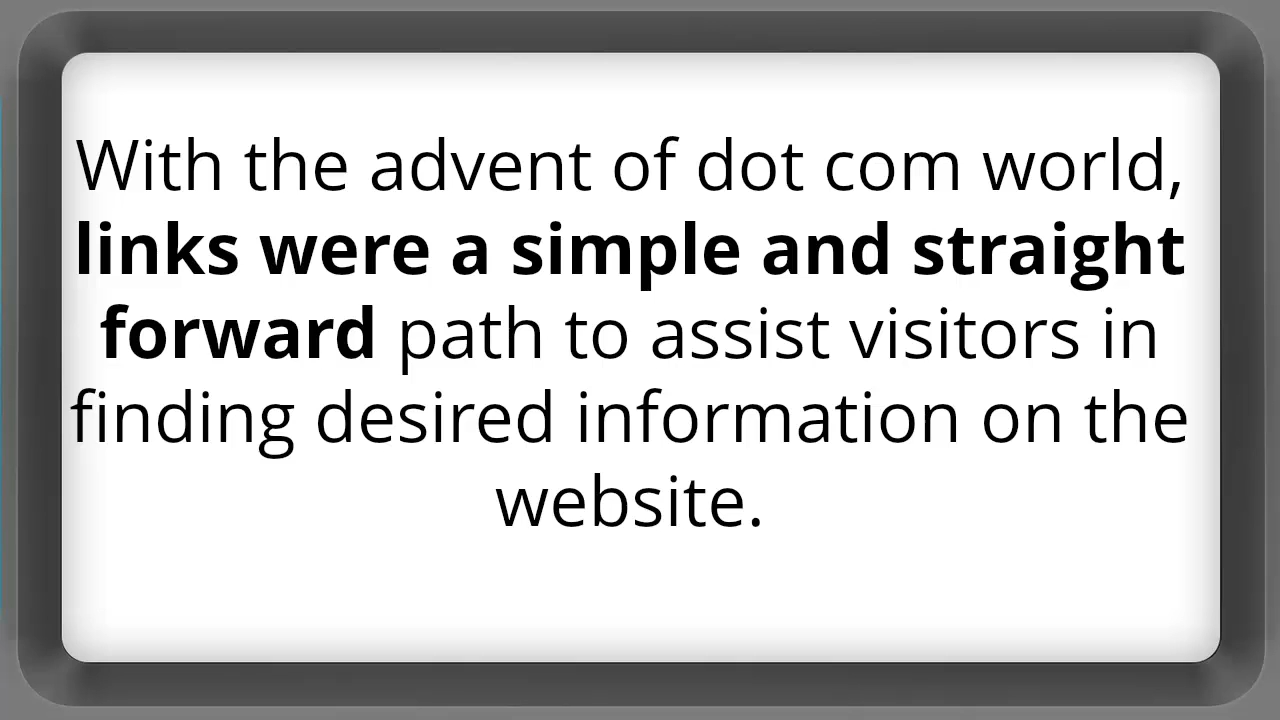 With the advent of dot com world,
links were a simple and straight
forward path to assist visitors in
finding desired information on the
website.